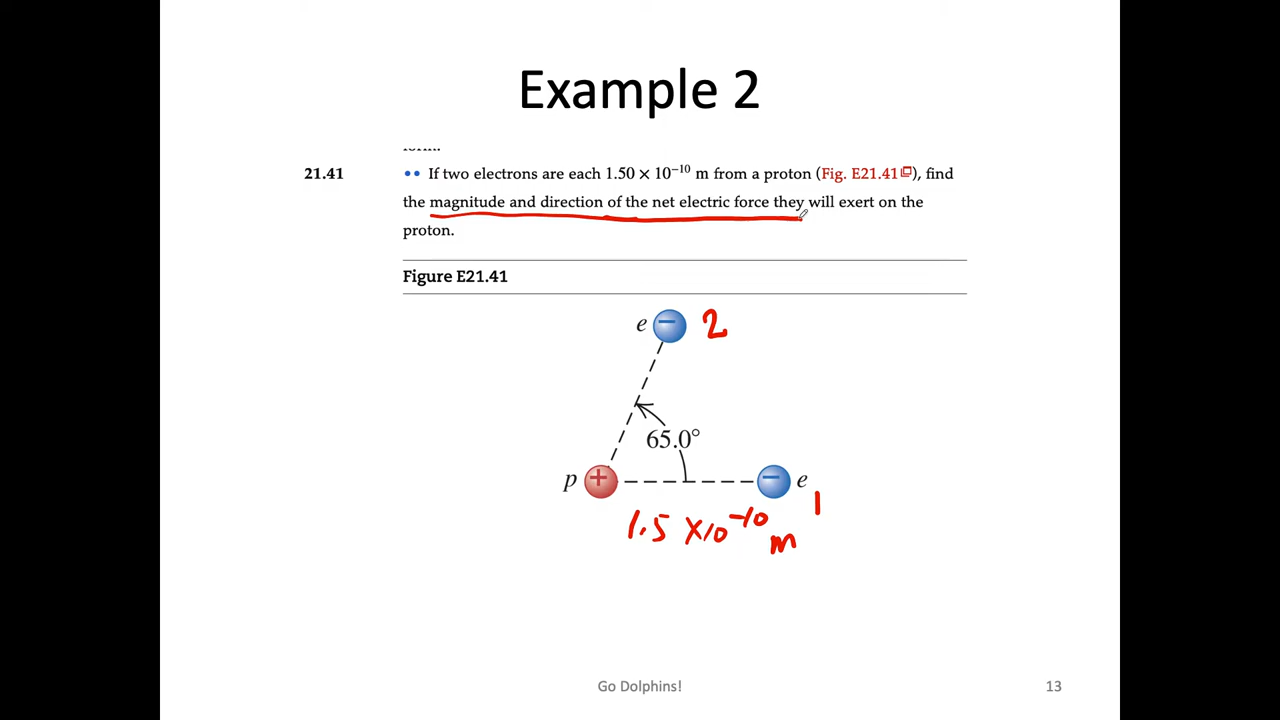 Example 2
form.
21.41 •• If two electrons are each 1.50 × 10⁻¹⁰ m from a proton (Fig. E21.41), find
the magnitude and direction of the net electric force they will exert on the
proton.
Figure E21.41
e − 2
65.0°
p + − e
1
1.5 ×10⁻¹⁰
m
Go Dolphins! 13